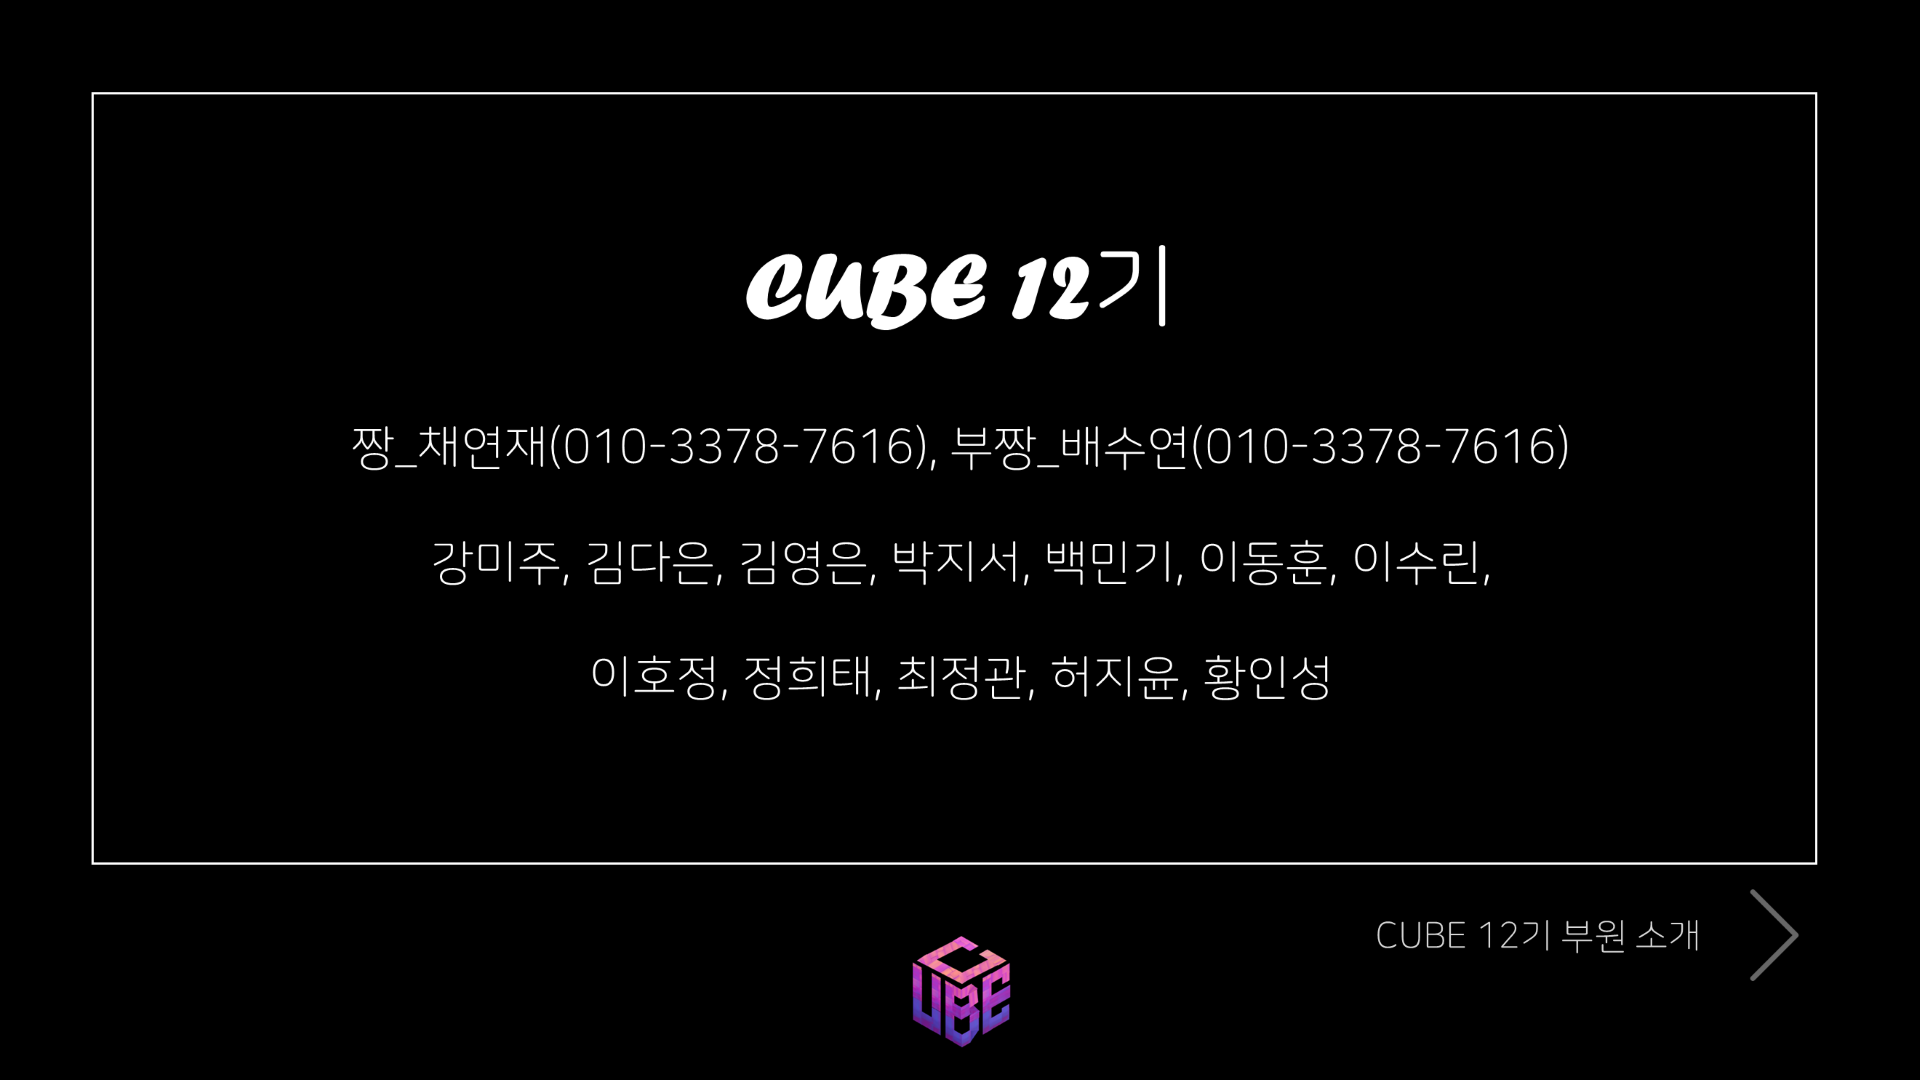 CUBE 12기
짱_채연재(010-3378-7616), 부짱_배수연(010-3378-7616)
강미주, 김다은, 김영은, 박지서, 백민기, 이동훈, 이수린,
이호정, 정희태, 최정관, 허지윤, 황인성
CUBE 12기 부원 소개
CUBE